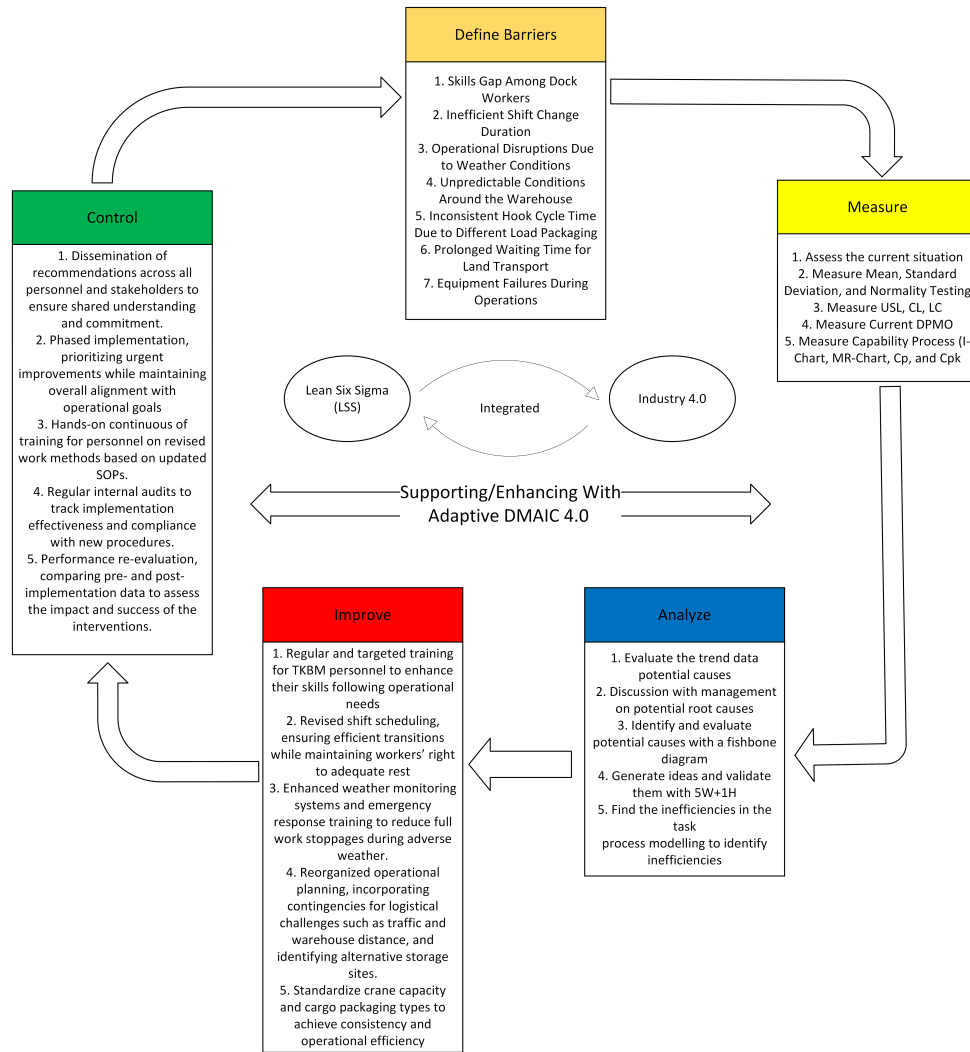 Define Barriers
1. Skills Gap Among Dock
Workers
2. Inefficient Shift Change
Duration
3. Operational Disruptions Due
to Weather Conditions
4. Unpredictable Conditions
Around the Warehouse
5. Inconsistent Hook Cycle Time
Due to Different Load Packaging
6. Prolonged Waiting Time for
Land Transport
7. Equipment Failures During
Operations
Measure
1. Assess the current situation
2. Measure Mean, Standard
Deviation, and Normality Testing
3. Measure USL, CL, LC
4. Measure Current DPMO
5. Measure Capability Process (I-
Chart, MR-Chart, Cp, and Cpk
Control
1. Dissemination of
recommendations across all
personnel and stakeholders to
ensure shared understanding
and commitment.
2. Phased implementation,
prioritizing urgent
improvements while maintaining
overall alignment with
operational goals
3. Hands-on continuous of
training for personnel on revised
work methods based on updated
SOPs.
4. Regular internal audits to
track implementation
effectiveness and compliance
with new procedures.
5. Performance re-evaluation,
comparing pre- and post-
implementation data to assess
the impact and success of the
interventions.
Lean Six Sigma
(LSS)
Integrated
Industry 4.0
Supporting/Enhancing With
Adaptive DMAIC 4.0
Improve
1. Regular and targeted training
for TKBM personnel to enhance
their skills following operational
needs
2. Revised shift scheduling,
ensuring efficient transitions
while maintaining workers’ right
to adequate rest
3. Enhanced weather monitoring
systems and emergency
response training to reduce full
work stoppages during adverse
weather.
4. Reorganized operational
planning, incorporating
contingencies for logistical
challenges such as traffic and
warehouse distance, and
identifying alternative storage
sites.
5. Standardize crane capacity
and cargo packaging types to
achieve consistency and
operational efficiency
Analyze
1. Evaluate the trend data
potential causes
2. Discussion with management
on potential root causes
3. Identify and evaluate
potential causes with a fishbone
diagram
4. Generate ideas and validate
them with 5W+1H
5. Find the inefficiencies in the
task
process modelling to identify
inefficiencies